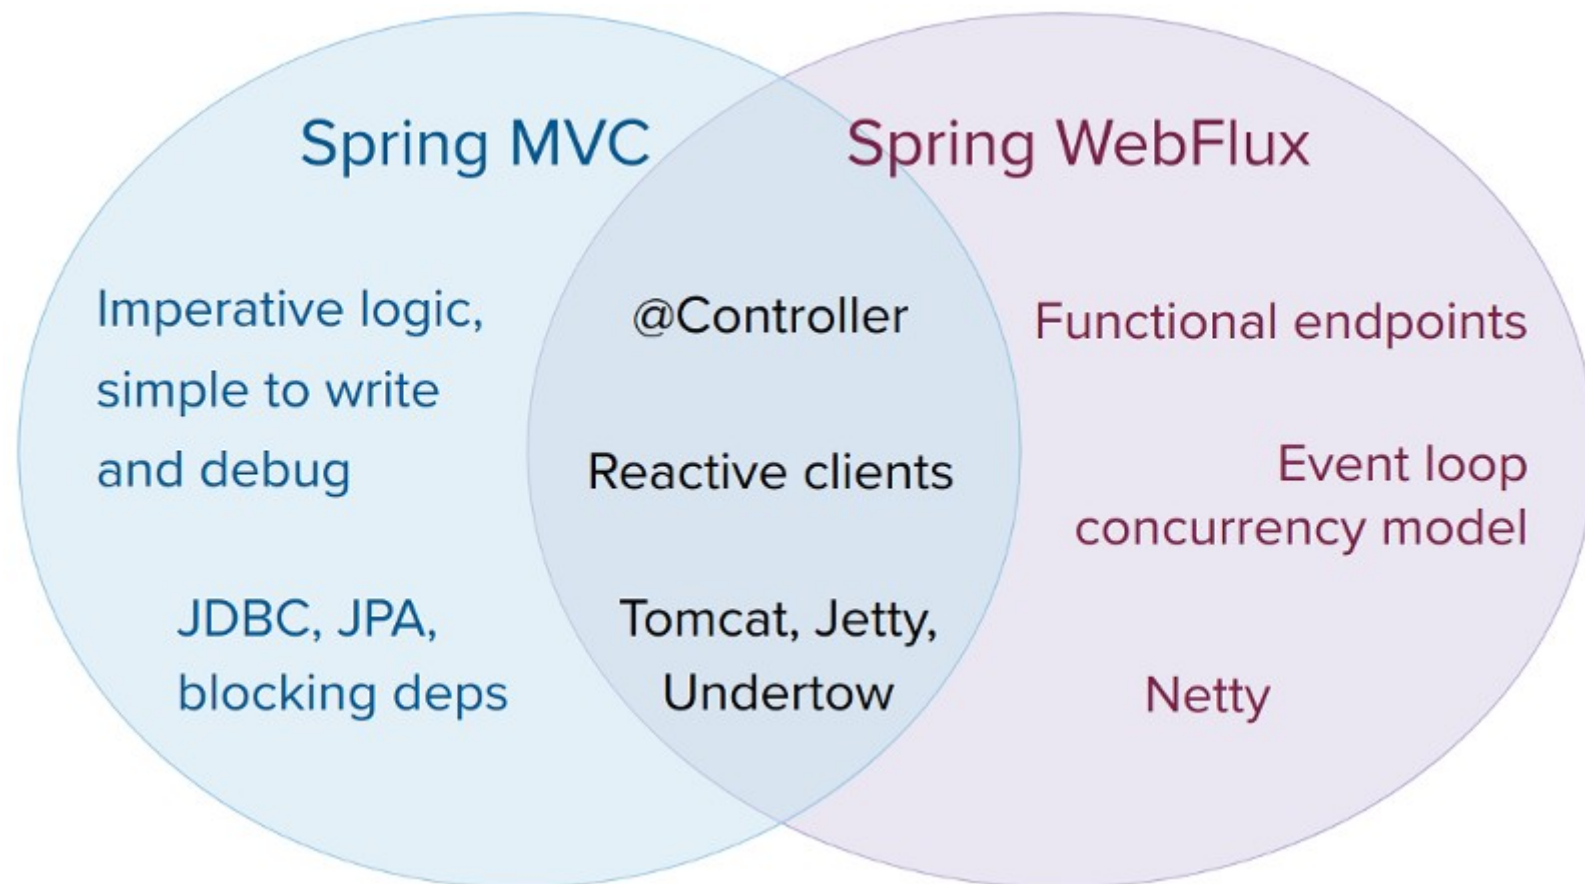 Spring MVC
Spring WebFlux
Imperative logic,
simple to write
and debug
JDBC, JPA,
blocking deps
@Controller
Reactive clients
Tomcat, Jetty,
Undertow
Functional endpoints
Event loop
concurrency model
Netty